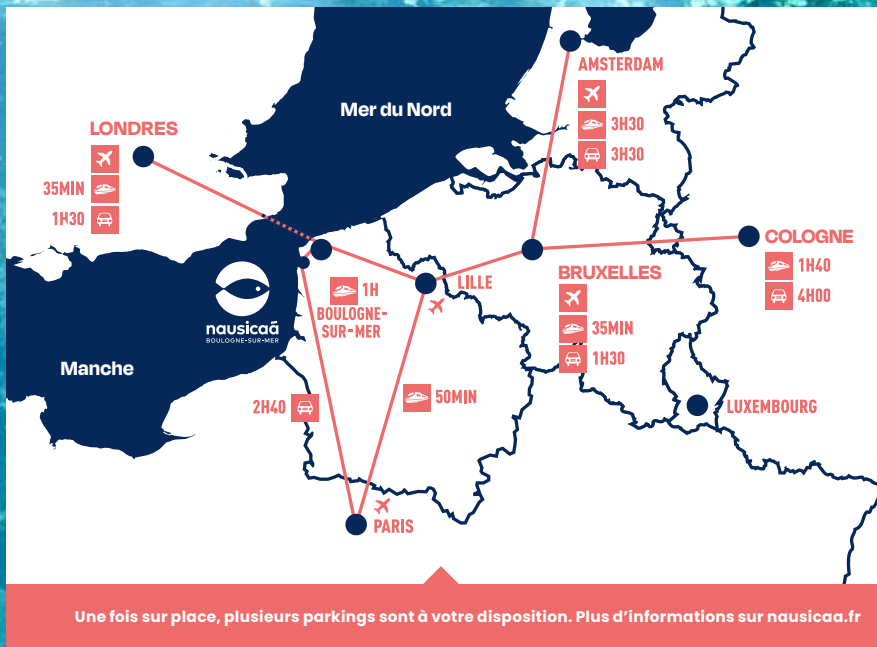 AMSTERDAM
3H30
3H30
Mer du Nord
LONDRES
35MIN
1H30
COLOGNE
1H40
4H00
BRUXELLES
35MIN
1H30
LILLE
1H
BOULOGNE-
SUR-MER
nausicaá
BOULOGNE-SUR-MER
Manche
2H40
50MIN
LUXEMBOURG
PARIS
Une fois sur place, plusieurs parkings sont à votre disposition. Plus d’informations sur nausicaa.fr